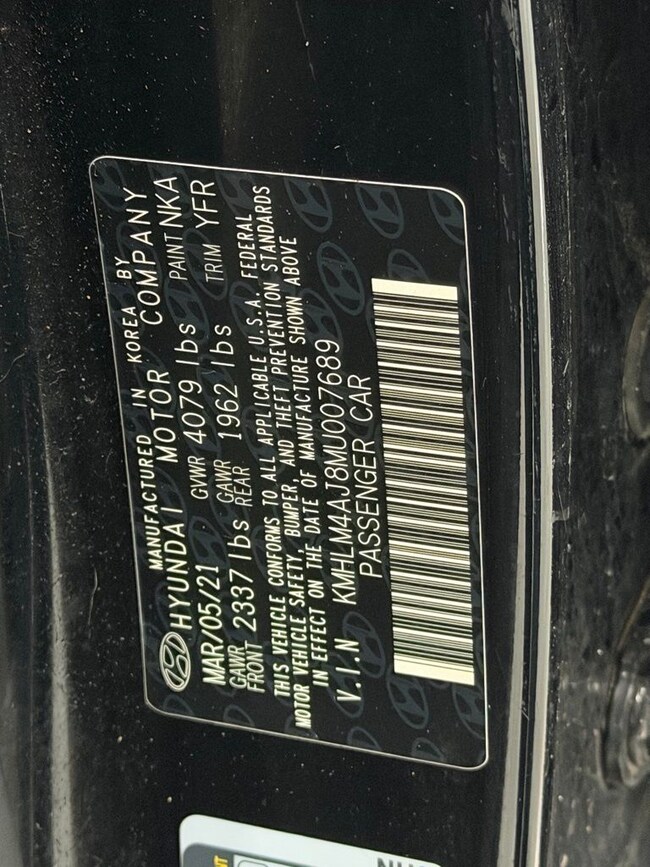 MANUFACTURED IN KOREA BY
HYUNDAI MOTOR COMPANY
MAR/05/21 GVWR 4079 lbs PAINT NKA
GAWR FRONT 2337 lbs GAWR REAR 1962 lbs TRIM YFR
THIS VEHICLE CONFORMS TO ALL APPLICABLE U.S.A. FEDERAL
MOTOR VEHICLE SAFETY, BUMPER, AND THEFT PREVENTION STANDARDS
IN EFFECT ON THE DATE OF MANUFACTURE SHOWN ABOVE
V.I.N KMHLM4AJ8MU007689
PASSENGER CAR